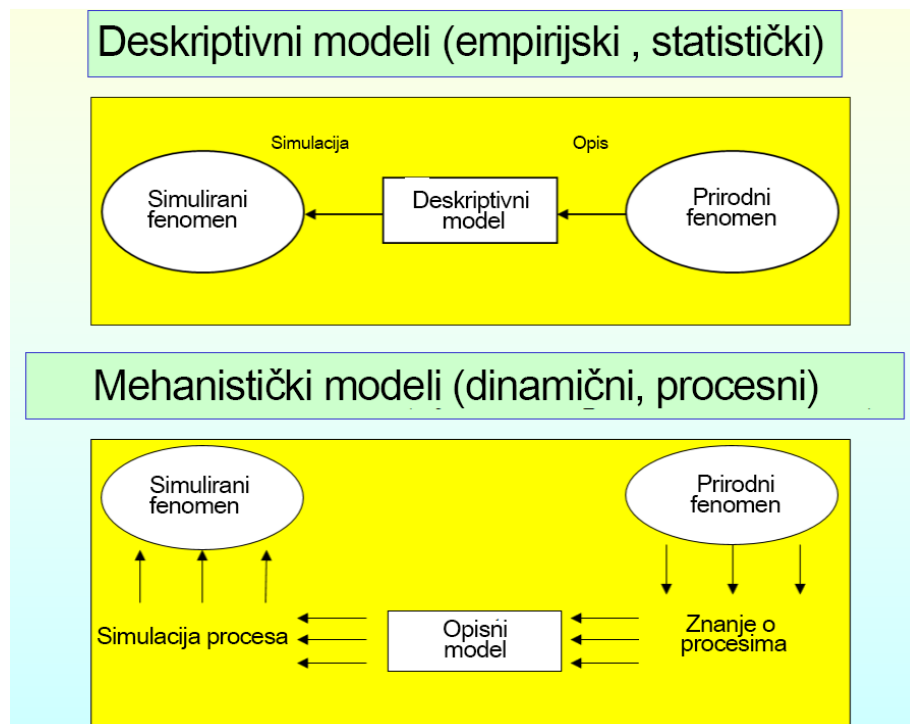 Deskriptivni modeli (empirijski , statistički)
Simulacija
Opis
Simulirani
fenomen
Deskriptivni
model
Prirodni
fenomen
Mehanistički modeli (dinamični, procesni)
Simulirani
fenomen
Prirodni
fenomen
Simulacija procesa
Opisni
model
Znanje o
procesima